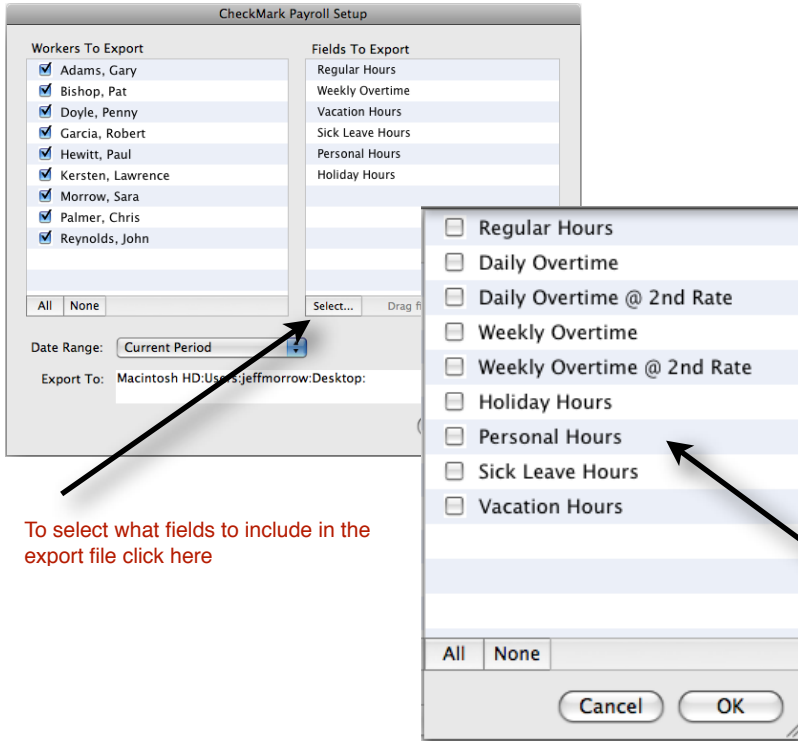 CheckMark Payroll Setup
Workers To Export
Adams, Gary
Bishop, Pat
Doyle, Penny
Garcia, Robert
Hewitt, Paul
Kersten, Lawrence
Morrow, Sara
Palmer, Chris
Reynolds, John
All None
Fields To Export
Regular Hours
Weekly Overtime
Vacation Hours
Sick Leave Hours
Personal Hours
Holiday Hours
Select... Drag
Date Range: Current Period
Export To: Macintosh HD:Users:jeffmorrow:Desktop:
To select what fields to include in the
export file click here
Regular Hours
Daily Overtime
Daily Overtime @ 2nd Rate
Weekly Overtime
Weekly Overtime @ 2nd Rate
Holiday Hours
Personal Hours
Sick Leave Hours
Vacation Hours
All None
Cancel OK